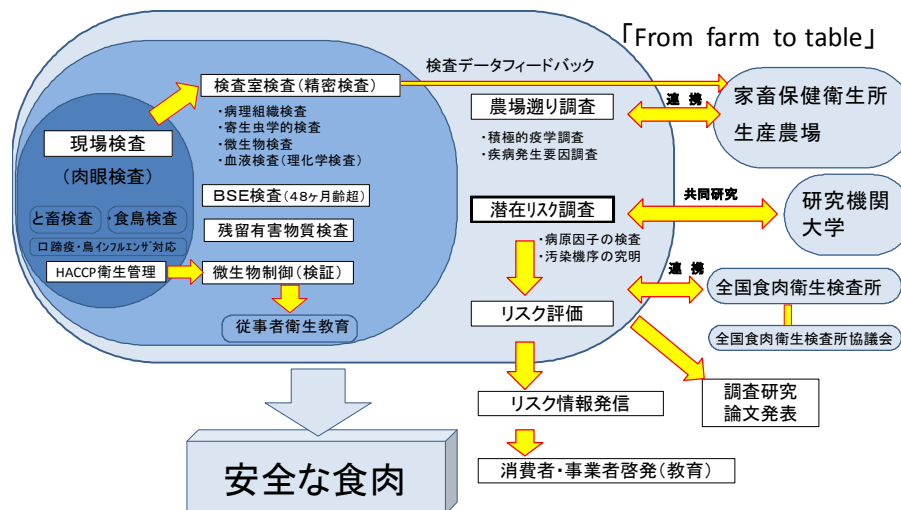 「From farm to table」
検査データフィードバック
検査室検査(精密検査)
・病理組織検査
・寄生虫学的検査
・微生物検査
・血液検査(理化学検査)
現場検査
(肉眼検査)
と畜検査
・食鳥検査
口蹄疫・鳥インフルエンザ対応
HACCP衛生管理
BSE検査(48ヶ月齢超)
残留有害物質検査
微生物制御(検証)
従事者衛生教育
農場遡り調査
・積極的疫学調査
・疾病発生要因調査
連 携
家畜保健衛生所
生産農場
潜在リスク調査
・病原因子の検査
・汚染機序の究明
共同研究
研究機関
大学
リスク評価
連 携
全国食肉衛生検査所
全国食肉衛生検査所協議会
リスク情報発信
調査研究
論文発表
消費者・事業者啓発(教育)
安全な食肉